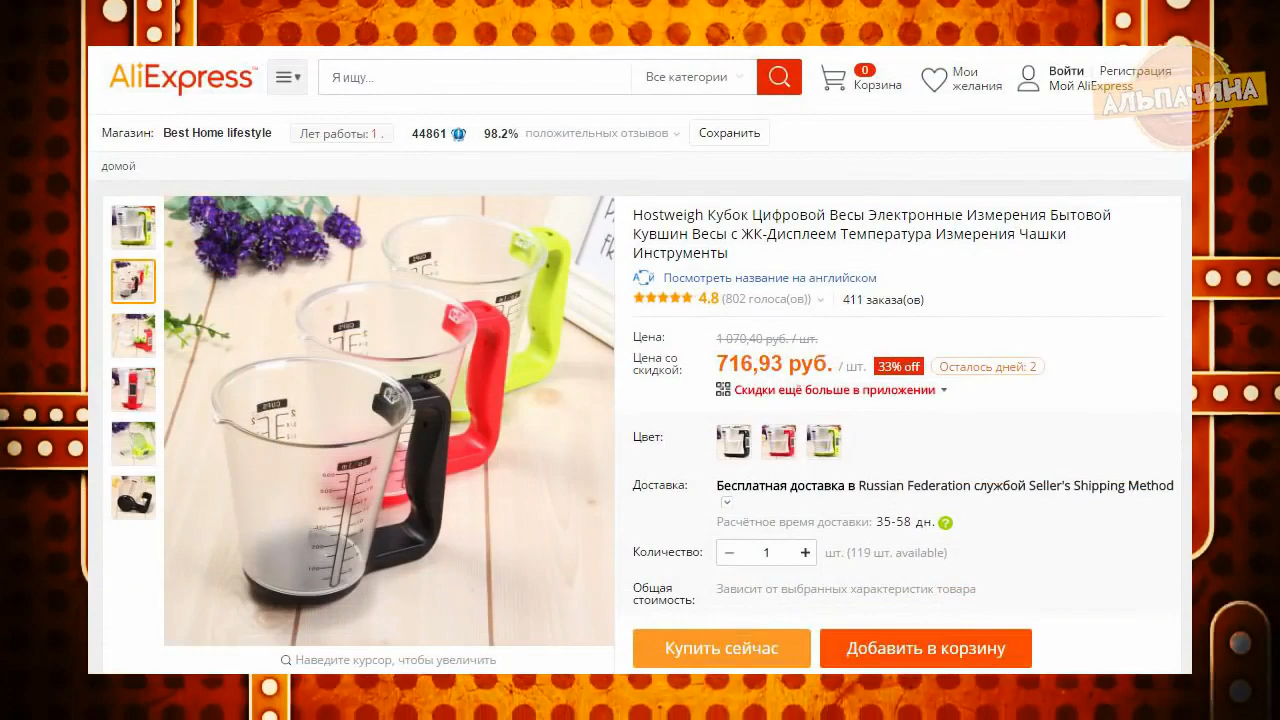 AliExpress™
Я ищу...
Все категории
0
Корзина
Мои желания
Войти
Регистрация
Мой AliExpress
АЛЬПАЧИНА
Магазин: Best Home lifestyle
Лет работы: 1 .
44861
98.2% положительных отзывов
Сохранить
домой
Hostweigh Кубок Цифровой Весы Электронные Измерения Бытовой
Кувшин Весы с ЖК-Дисплеем Температура Измерения Чашки
Инструменты
Посмотреть название на английском
4.8 (802 голоса(ов)) 411 заказа(ов)
Цена: 1 070,40 руб. / шт.
Цена со скидкой: 716,93 руб. / шт. 33% off Осталось дней: 2
Скидки ещё больше в приложении
Цвет:
Доставка: Бесплатная доставка в Russian Federation службой Seller's Shipping Method
Расчётное время доставки: 35-58 дн. ?
Количество: − 1 + шт. (119 шт. available)
Общая стоимость: Зависит от выбранных характеристик товара
Купить сейчас
Добавить в корзину
Наведите курсор, чтобы увеличить